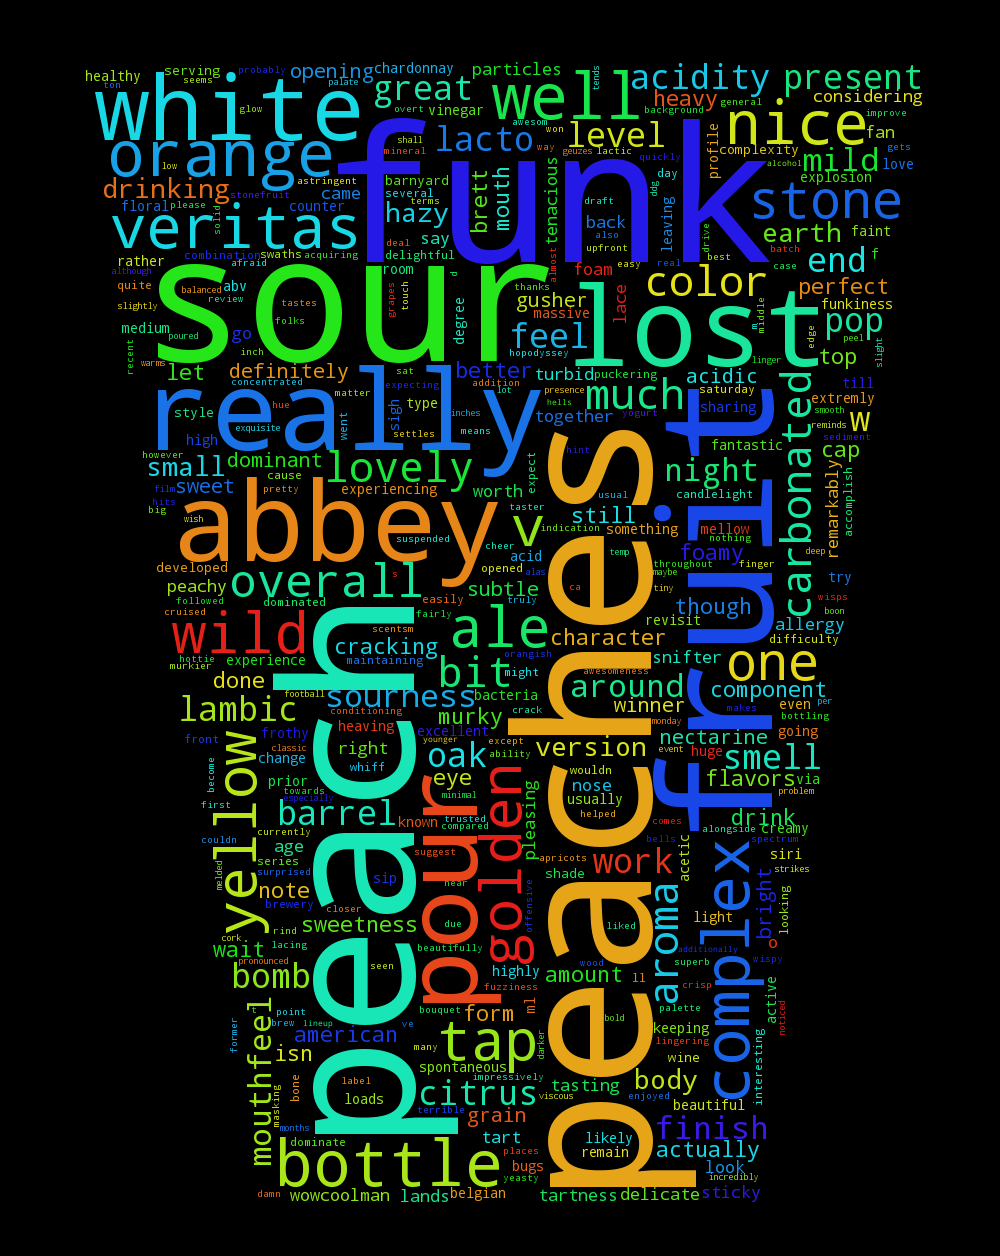 healthy serving opening chardonnay particles acidity present
seems probably palate tends
ton great well heavy considering
white glow overt vinegar background general nice improve
orange shall awesom lacto level profile complexity fan gets
low astringent mineral won way geuzes lactic quickly alcohol mild love
drinking stonefruit came barnyard brett mouth tenacious day explosion
floral please solid counter several terms hazy funk draft back also leaving ddg stone
veritas combination swaths deal say upfront drive earth faint
rather afraid acquiring delightful almost easy real best batch case end f
although quite balanced abv room d foam color perfect
slightly review tastes grapes touch thanks gusher massive lace m middle funkiness
medium poured sour folks degree feel lost edge pop peel
recent go inch hopodyssey linger slight
warms let definitely sat better turbid puckering acidic top
concentrated matter expecting addition presence much saturday till
style hue exquisite went sigh type lot inches together hells yogurt sharing carbonated extremly
high really settles means hint smooth reminds w
however small dominant lovely expect fantastic sediment cap
film sweet cause pretty experiencing worth usual night
hits big wish abbey taster still candlelight remarkably accomplish
suspended cheer v indication something mellow
developed acid opened alas temp foamy nothing throughout deep
peachy overall s subtle ca maybe finger try
followed dominated easily truly tiny though wisps
cruised fairly ale character revisit boon allergy
wild scentsm cracking orangish snifter difficulty
hottie murkier experience maintaining bit might awesomeness one
done football sourness bacteria around component even per
lambic conditioning murky crack winner monday makes bottling
front frothy heaving excellent except version nectarine going
change classic right younger ability event huge smell
become prior whiff oak wouldn nose flavors via
yellow towards especially eye minimal usually problem
first barrel known trusted pleasing helped comes drink creamy
couldn currently age suggest compared golden alongside
series bells spectrum
melded surprised near apricots work acetic siri
note sip shade strikes
brewery closer pour offensive light bright looking
cork rind sweetness due liked aroma complex
wait lacing beautifully additionally o
pronounced seen highly wood superb wispy
bomb peach fuzziness amount ll crisp
t point bouquet form ml bold palette active noticed
former brew lineup ve keeping
american tap darker lingering interesting
isn many spontaneous peaches fruit wine
mouthfeel bone label impressively tasting body
masking loads citrus viscous enjoyed beautiful
months terrible grain finish
dominate tart likely actually
bottle places remain look
bugs yeasty incredibly
damn wowcoolman lands belgian tartness delicate sticky